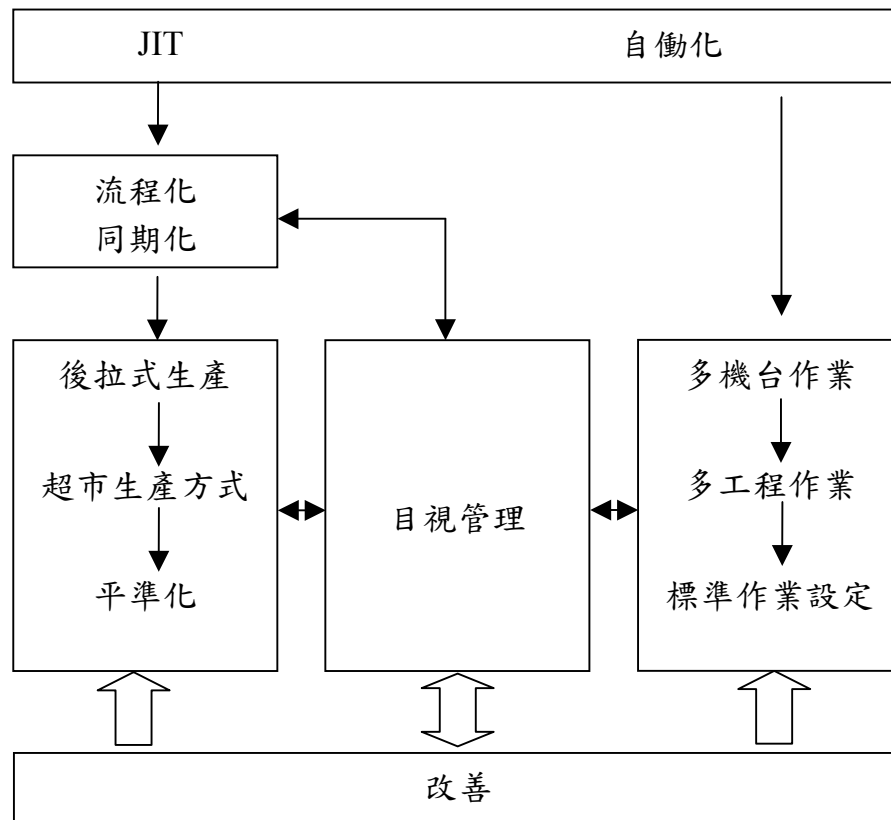 JIT 自働化
流程化
同期化
後拉式生產
超市生產方式
平準化
目視管理
多機台作業
多工程作業
標準作業設定
改善